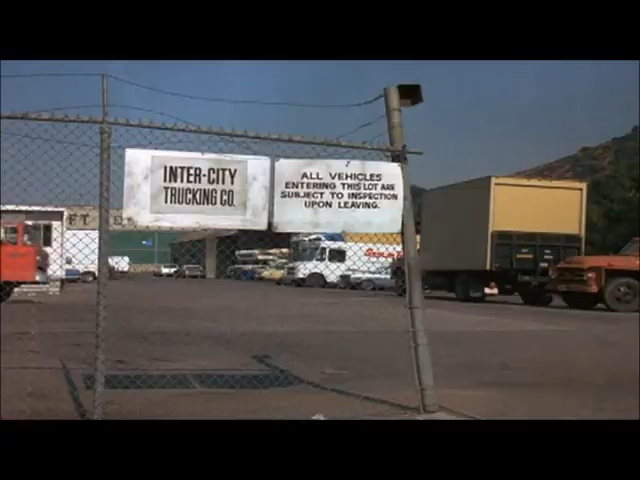 INTER-CITY
TRUCKING CO.
ALL VEHICLES
ENTERING THIS LOT ARE
SUBJECT TO INSPECTION
UPON LEAVING.